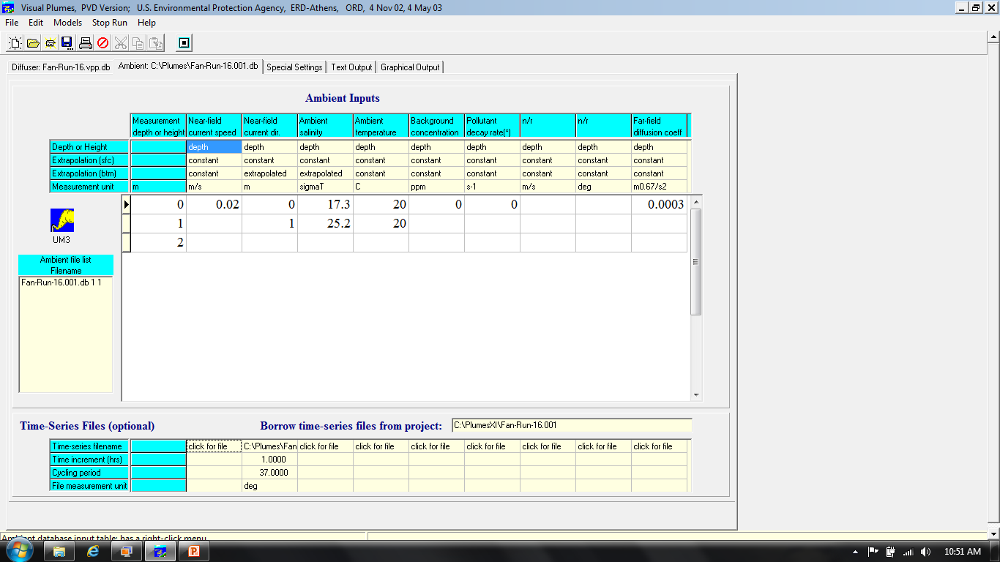 Visual Plumes, PVD Version; U.S. Environmental Protection Agency, ERD-Athens, ORD, 4 Nov 02, 4 May 03
File Edit Models Stop Run Help
Diffuser: Fan-Run-16.vpp.db Ambient: C:\Plumes\Fan-Run-16.001.db Special Settings Text Output Graphical Output
Ambient Inputs
Measurement Near-field Near-field Ambient Ambient Background Pollutant n/r n/r Far-field
depth or height current speed current dir. salinity temperature concentration decay rate(*) diffusion coeff
Depth or Height depth depth depth depth depth depth depth depth depth
Extrapolation (sfc) constant constant constant constant constant constant constant constant constant
Extrapolation (btm) constant extrapolated extrapolated constant constant constant constant constant constant
Measurement unit m m/s m sigmaT C ppm s-1 m/s deg m0.67/s2
0 0.02 0 17.3 20 0 0 0.0003
1 1 25.2 20
2
UM3
Ambient file list
Filename
Fan-Run-16.001.db 1 1
Time-Series Files (optional) Borrow time-series files from project: C:\PlumesXI\Fan-Run-16.001
Time-series filename click for file C:\Plumes\Fan click for file click for file click for file click for file click for file click for file click for file
Time increment (hrs) 1.0000
Cycling period 37.0000
File measurement unit deg
Ambient database input table; has a right-click menu
10:51 AM